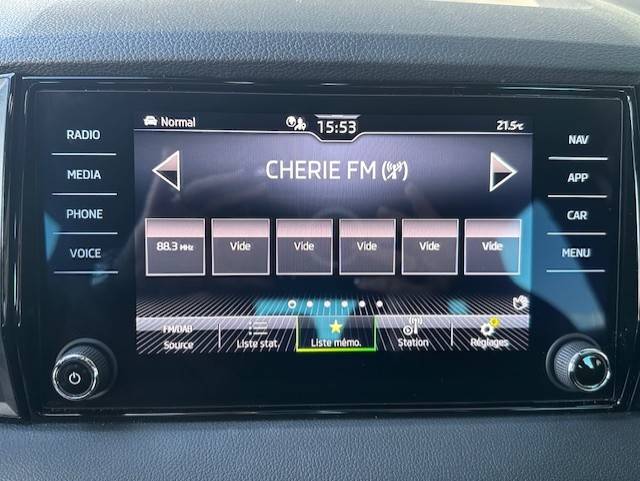 Normal 15:53 21.5°C
RADIO
MEDIA
PHONE
VOICE
CHERIE FM
88.3 MHz Vide Vide Vide Vide Vide
FM/DAB
Source Liste stat. Liste mémo. Station Réglages
NAV
APP
CAR
MENU